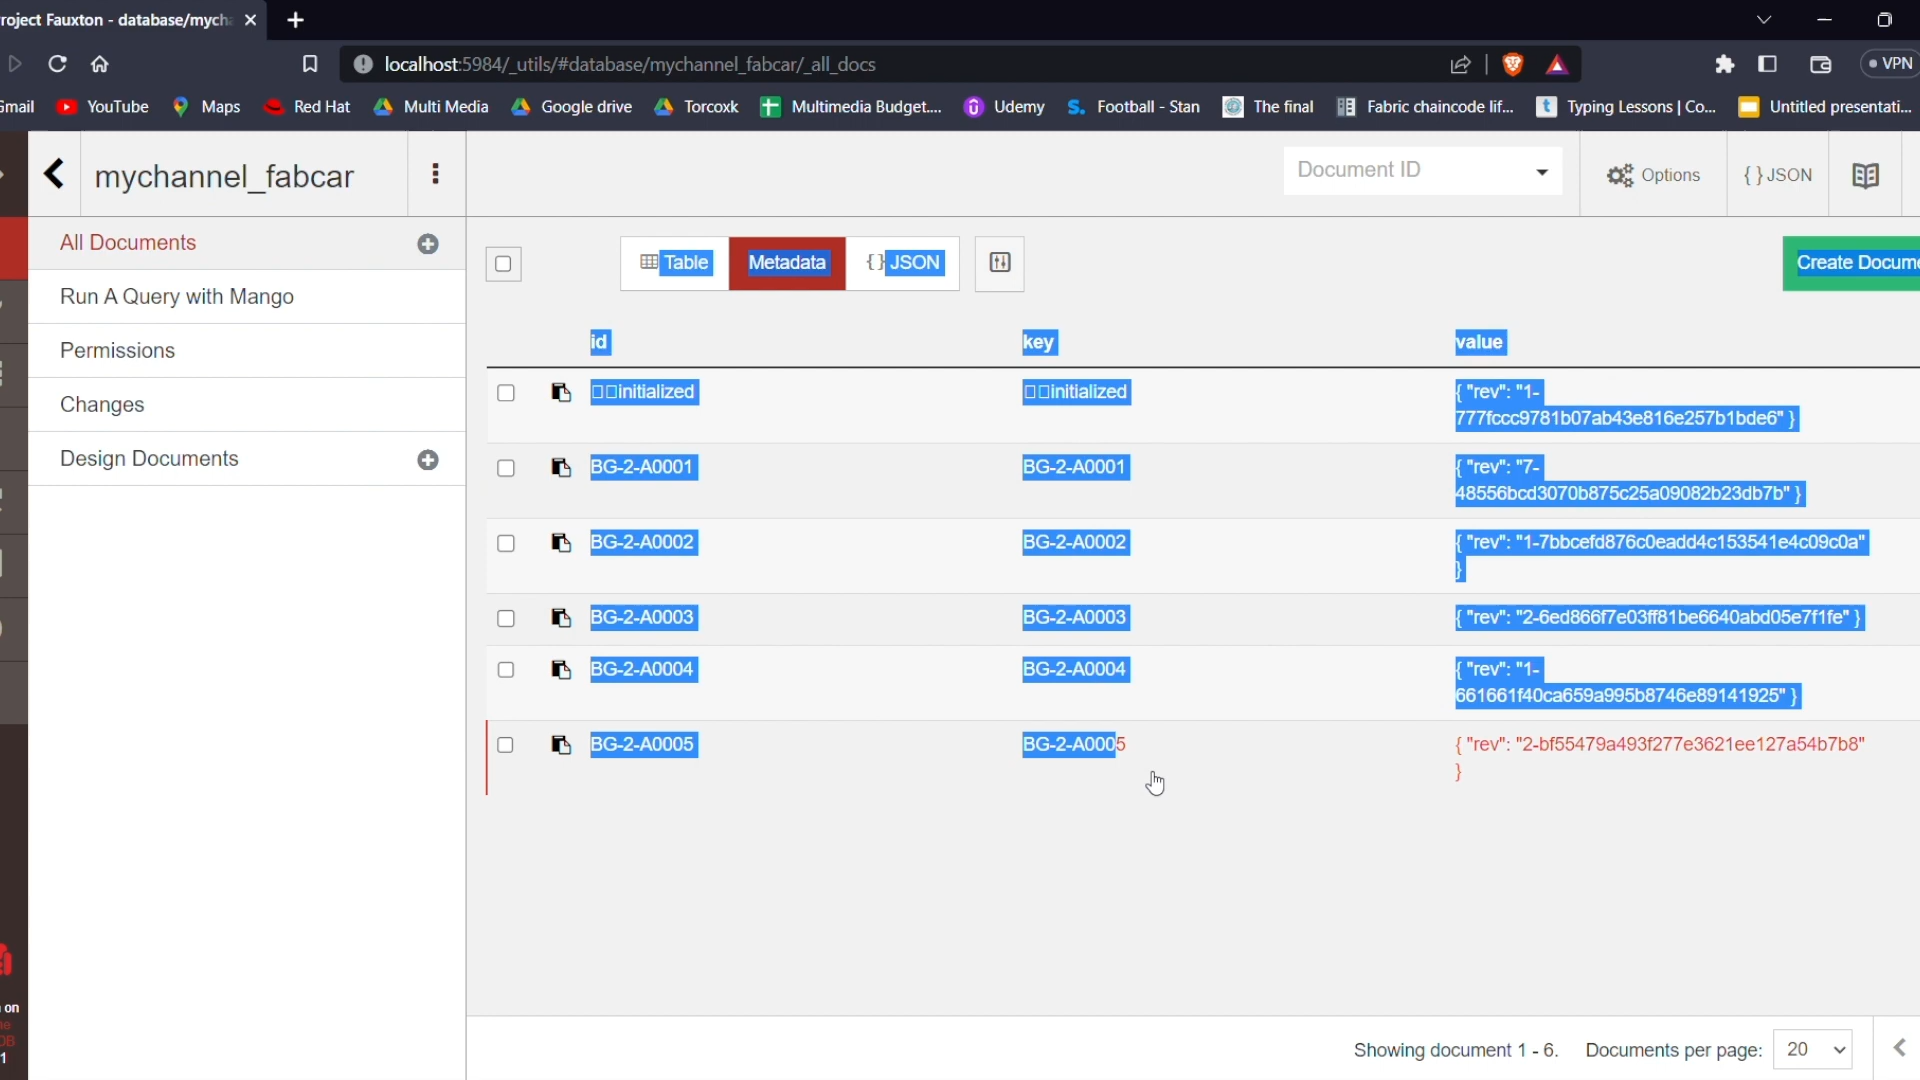 roject Fauxton - database/mych
localhost:5984/_utils/#database/mychannel_fabcar/_all_docs
VPN
Gmail YouTube Maps Red Hat Multi Media Google drive Torcoxk Multimedia Budget.... Udemy Football - Stan The final Fabric chaincode lif... Typing Lessons | Co... Untitled presentati...
mychannel_fabcar
Document ID
Options
{ } JSON
All Documents
Run A Query with Mango
Permissions
Changes
Design Documents
Table Metadata {} JSON
Create Docume
id key value
initialized initialized { "rev": "1-
777fccc9781b07ab43e816e257b1bde6" }
BG-2-A0001 BG-2-A0001 { "rev": "7-
48556bcd3070b875c25a09082b23db7b" }
BG-2-A0002 BG-2-A0002 { "rev": "1-7bbcefd876c0eadd4c153541e4c09c0a"
}
BG-2-A0003 BG-2-A0003 { "rev": "2-6ed866f7e03ff81be6640abd05e7f1fe" }
BG-2-A0004 BG-2-A0004 { "rev": "1-
661661f40ca659a995b8746e89141925" }
BG-2-A0005 BG-2-A0005 { "rev": "2-bf55479a493f277e3621ee127a54b7b8"
}
on
DB
1
Showing document 1 - 6. Documents per page: 20